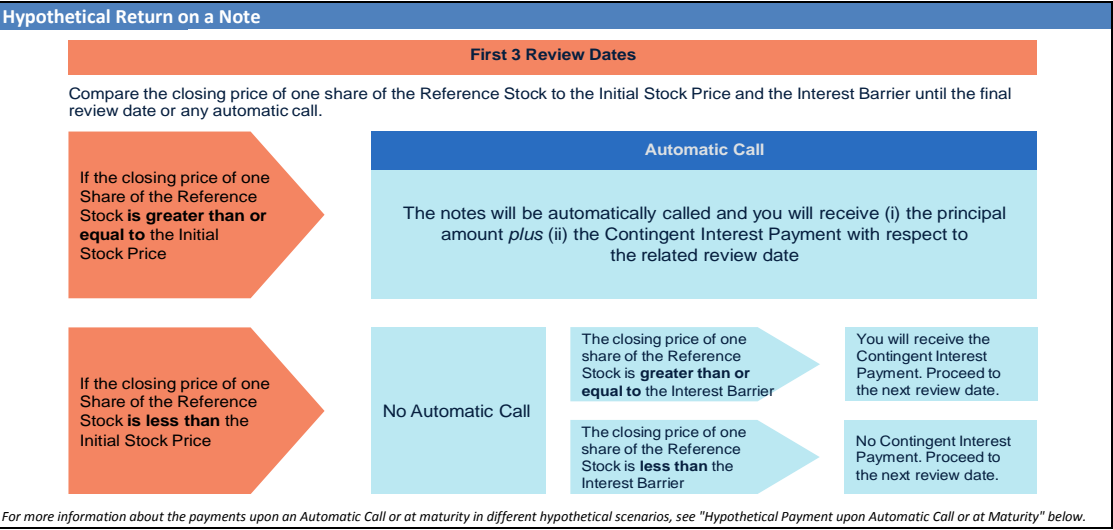 Hypothetical Return on a Note
First 3 Review Dates
Compare the closing price of one share of the Reference Stock to the Initial Stock Price and the Interest Barrier until the final
review date or any automatic call.
If the closing price of one
Share of the Reference
Stock is greater than or
equal to the Initial
Stock Price
Automatic Call
The notes will be automatically called and you will receive (i) the principal
amount plus (ii) the Contingent Interest Payment with respect to
the related review date
If the closing price of one
Share of the Reference
Stock is less than the
Initial Stock Price
No Automatic Call
The closing price of one
share of the Reference
Stock is greater than or
equal to the Interest Barrier
You will receive the
Contingent Interest
Payment. Proceed to
the next review date.
The closing price of one
share of the Reference
Stock is less than the
Interest Barrier
No Contingent Interest
Payment. Proceed to
the next review date.
For more information about the payments upon an Automatic Call or at maturity in different hypothetical scenarios, see "Hypothetical Payment upon Automatic Call or at Maturity" below.